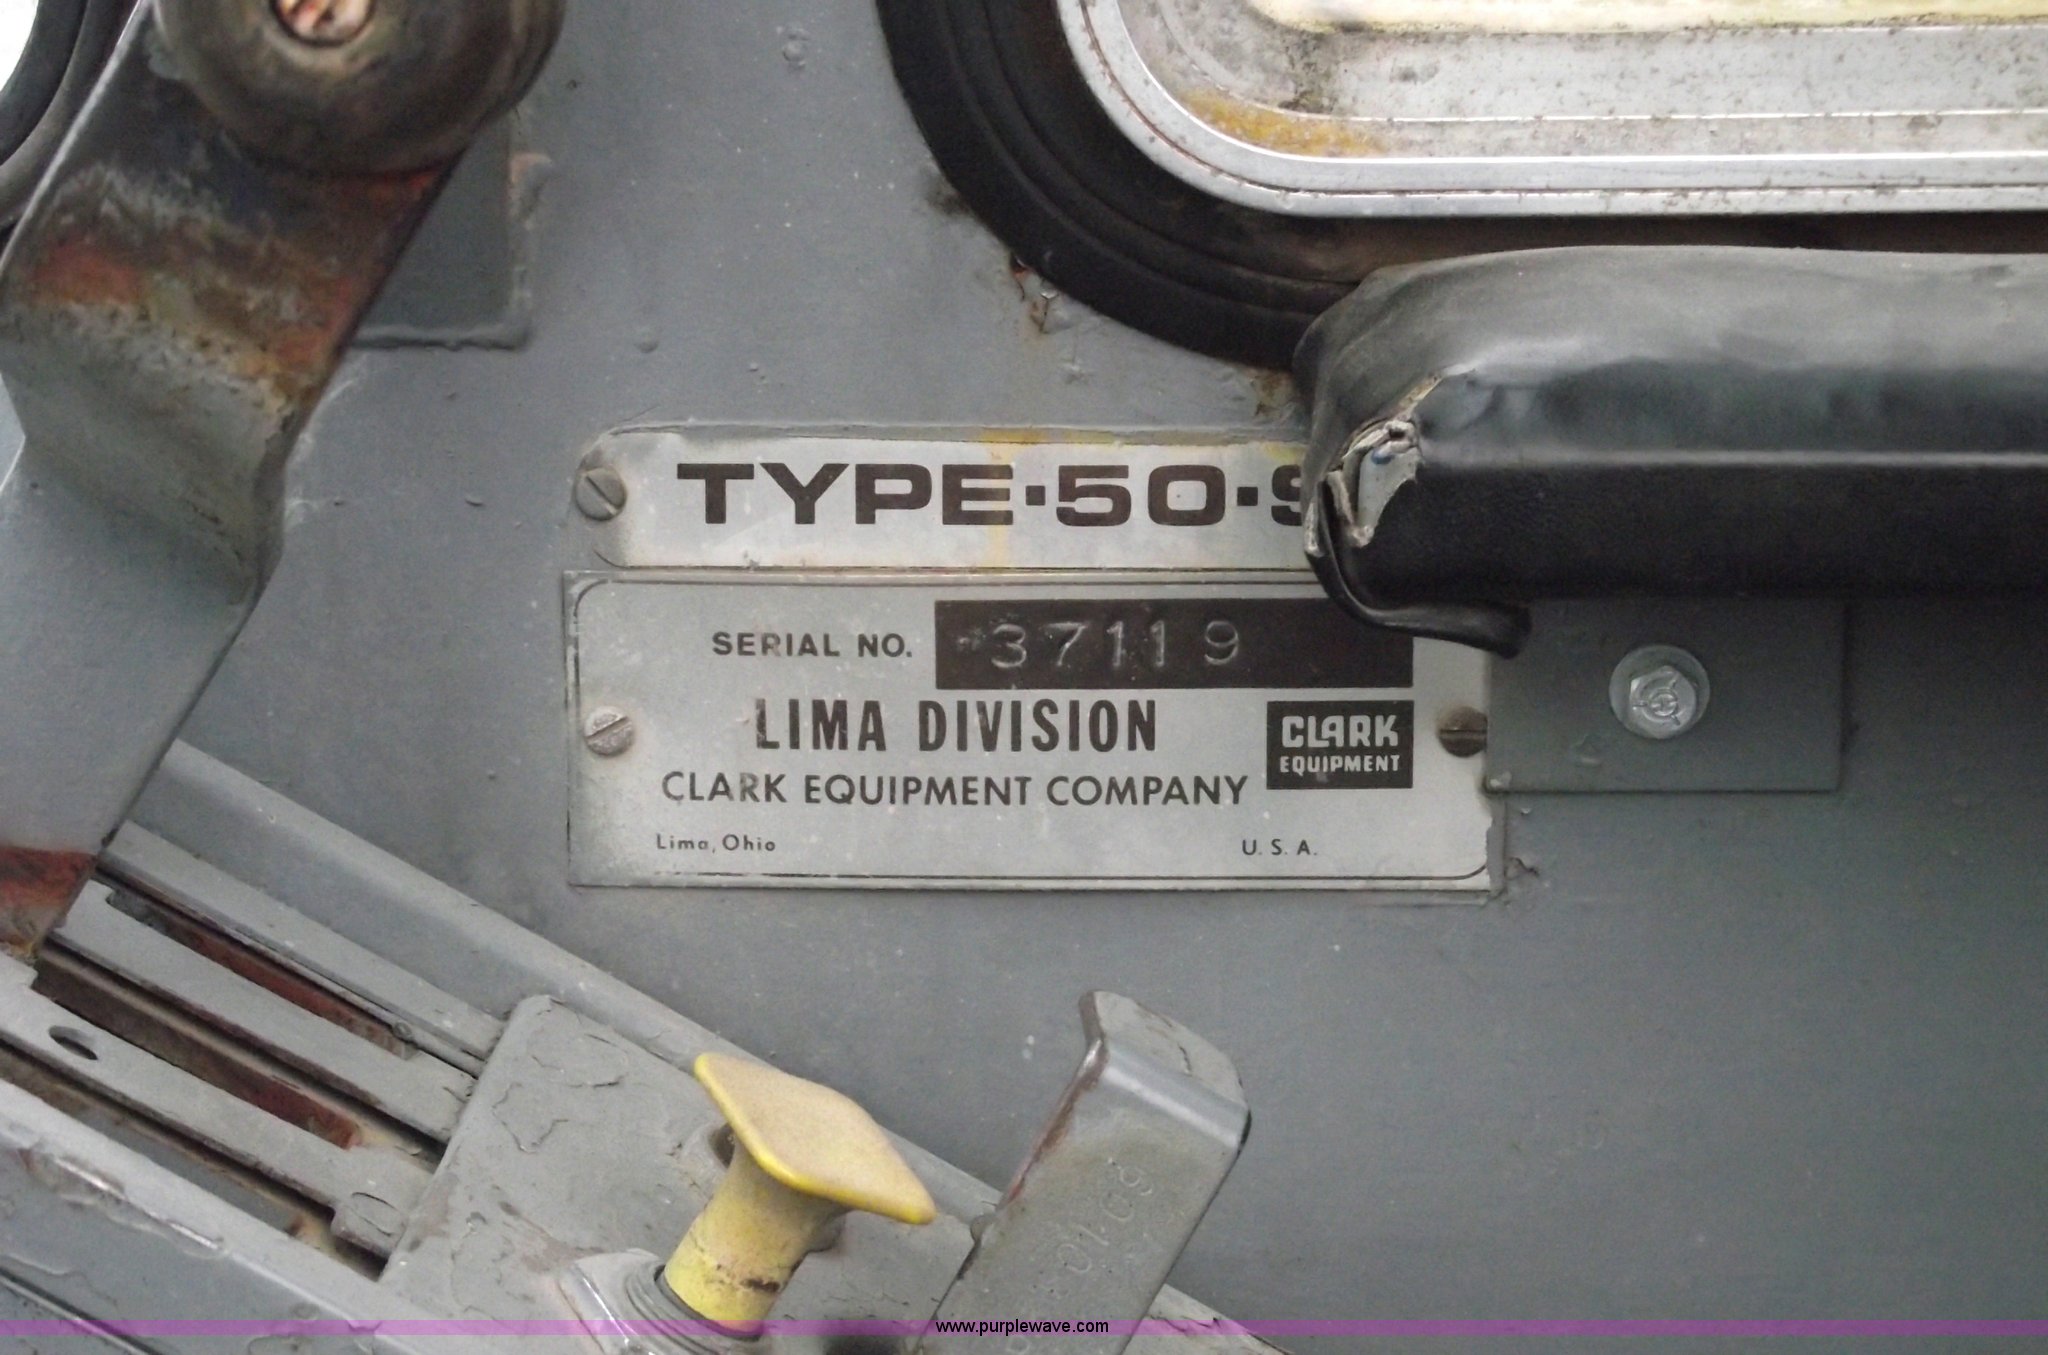 TYPE·50·S
SERIAL NO. *37119
LIMA DIVISION
CLARK EQUIPMENT COMPANY
CLARK
EQUIPMENT
Lima, Ohio U. S. A.
www.purplewave.com